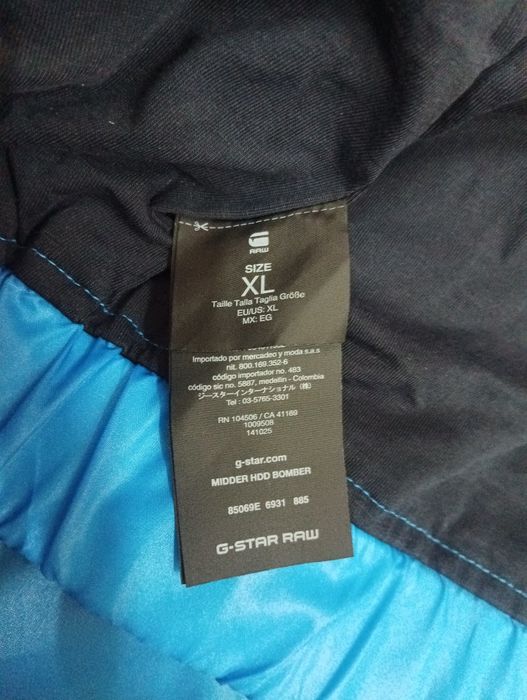 RAW
SIZE
XL
Taille Talla Taglia Größe
EU/US: XL
MX: EG
Importado por mercadeo y moda s.a.s
nit. 800.169.352-6
código importador no. 483
código sic no. 5887, medellin - Colombia
ジースターインターナショナル（株）
Tel : 03-5765-3301
RN 104506 / CA 41169
1009508
141025
g-star.com
MIDDER HDD BOMBER
85069E 6931 885
G-STAR RAW